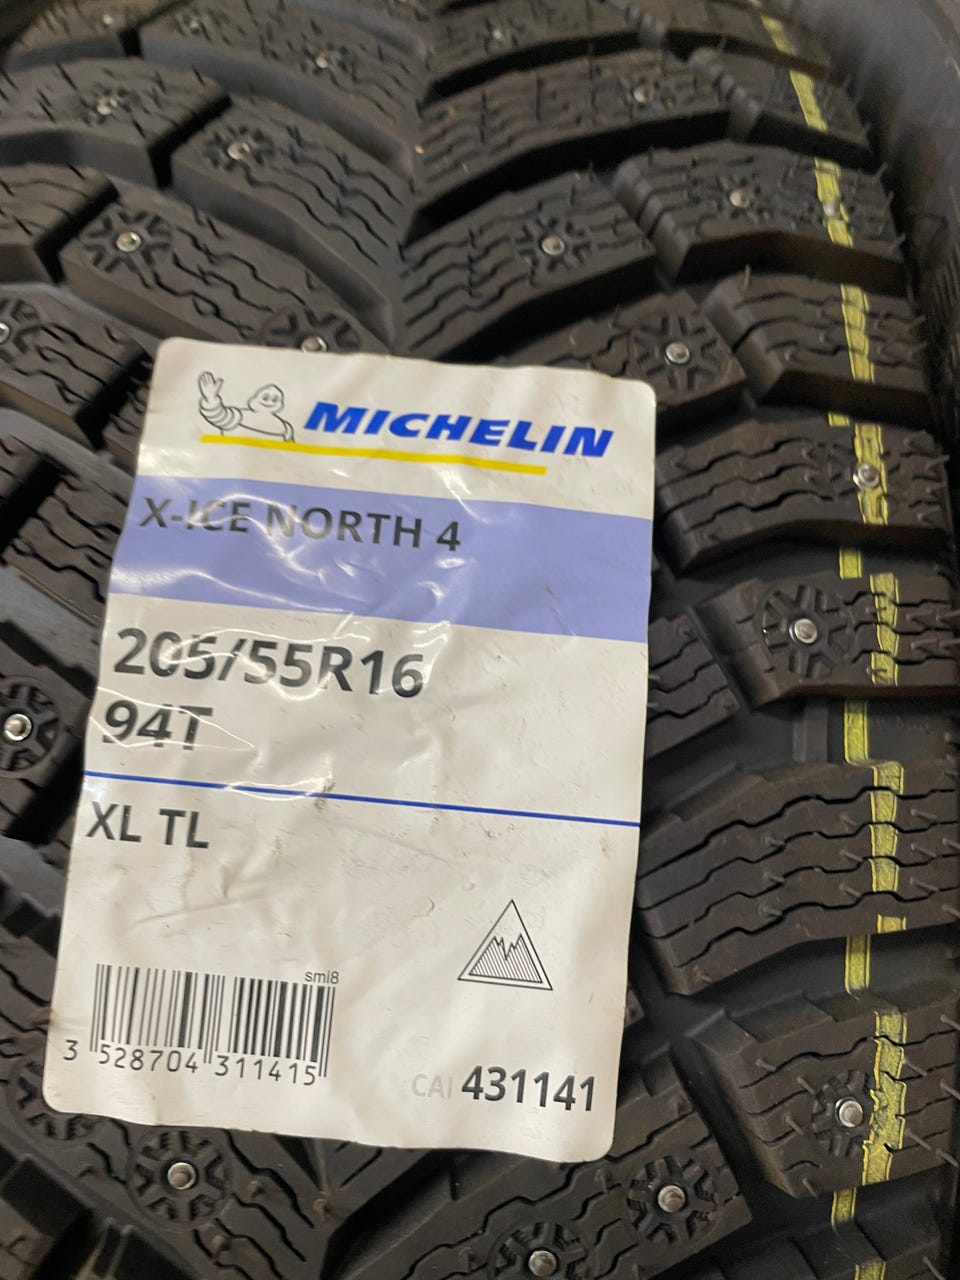 MICHELIN
X-ICE NORTH 4
205/55R16
94T
XL TL
smi8
3 528704 311415
CAI 431141